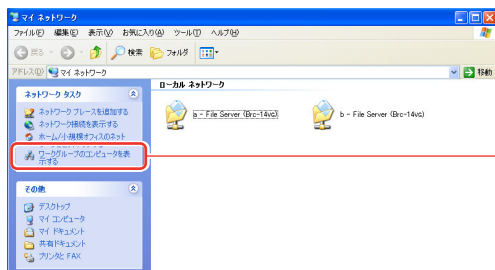 マイ ネットワーク
ファイル(F) 編集(E) 表示(V) お気に入り(A) ツール(T) ヘルプ(H)
戻る 検索 フォルダ
アドレス(D) マイ ネットワーク 移動
ネットワーク タスク
ネットワーク プレースを追加する
ネットワーク接続を表示する
ホーム/小規模オフィスのネット
ワークグループのコンピュータを表
示する
その他
デスクトップ
マイ コンピュータ
マイ ドキュメント
共有ドキュメント
プリンタと FAX
ローカル ネットワーク
a - File Server (Brc-14vg)
b - File Server (Brc-14vg)